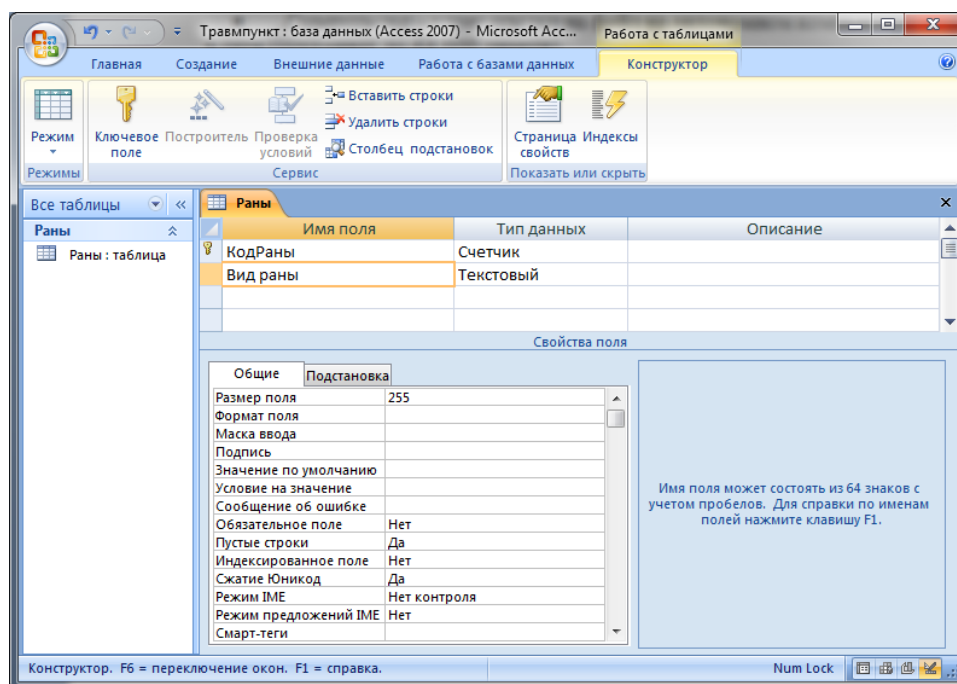 Травмпункт : база данных (Access 2007) - Microsoft Acc...
Работа с таблицами
Главная Создание Внешние данные Работа с базами данных Конструктор
Режим
Режимы
Ключевое поле
Построитель
Проверка условий
Вставить строки
Удалить строки
Столбец подстановок
Сервис
Страница свойств
Индексы
Показать или скрыть
Все таблицы
Раны
Раны : таблица
Раны
Имя поля Тип данных Описание
КодРаны Счетчик
Вид раны Текстовый
Свойства поля
Общие Подстановка
Размер поля 255
Формат поля
Маска ввода
Подпись
Значение по умолчанию
Условие на значение
Сообщение об ошибке
Обязательное поле Нет
Пустые строки Да
Индексированное поле Нет
Сжатие Юникод Да
Режим IME Нет контроля
Режим предложений IME Нет
Смарт-теги
Имя поля может состоять из 64 знаков с
учетом пробелов. Для справки по именам
полей нажмите клавишу F1.
Конструктор. F6 = переключение окон. F1 = справка. Num Lock